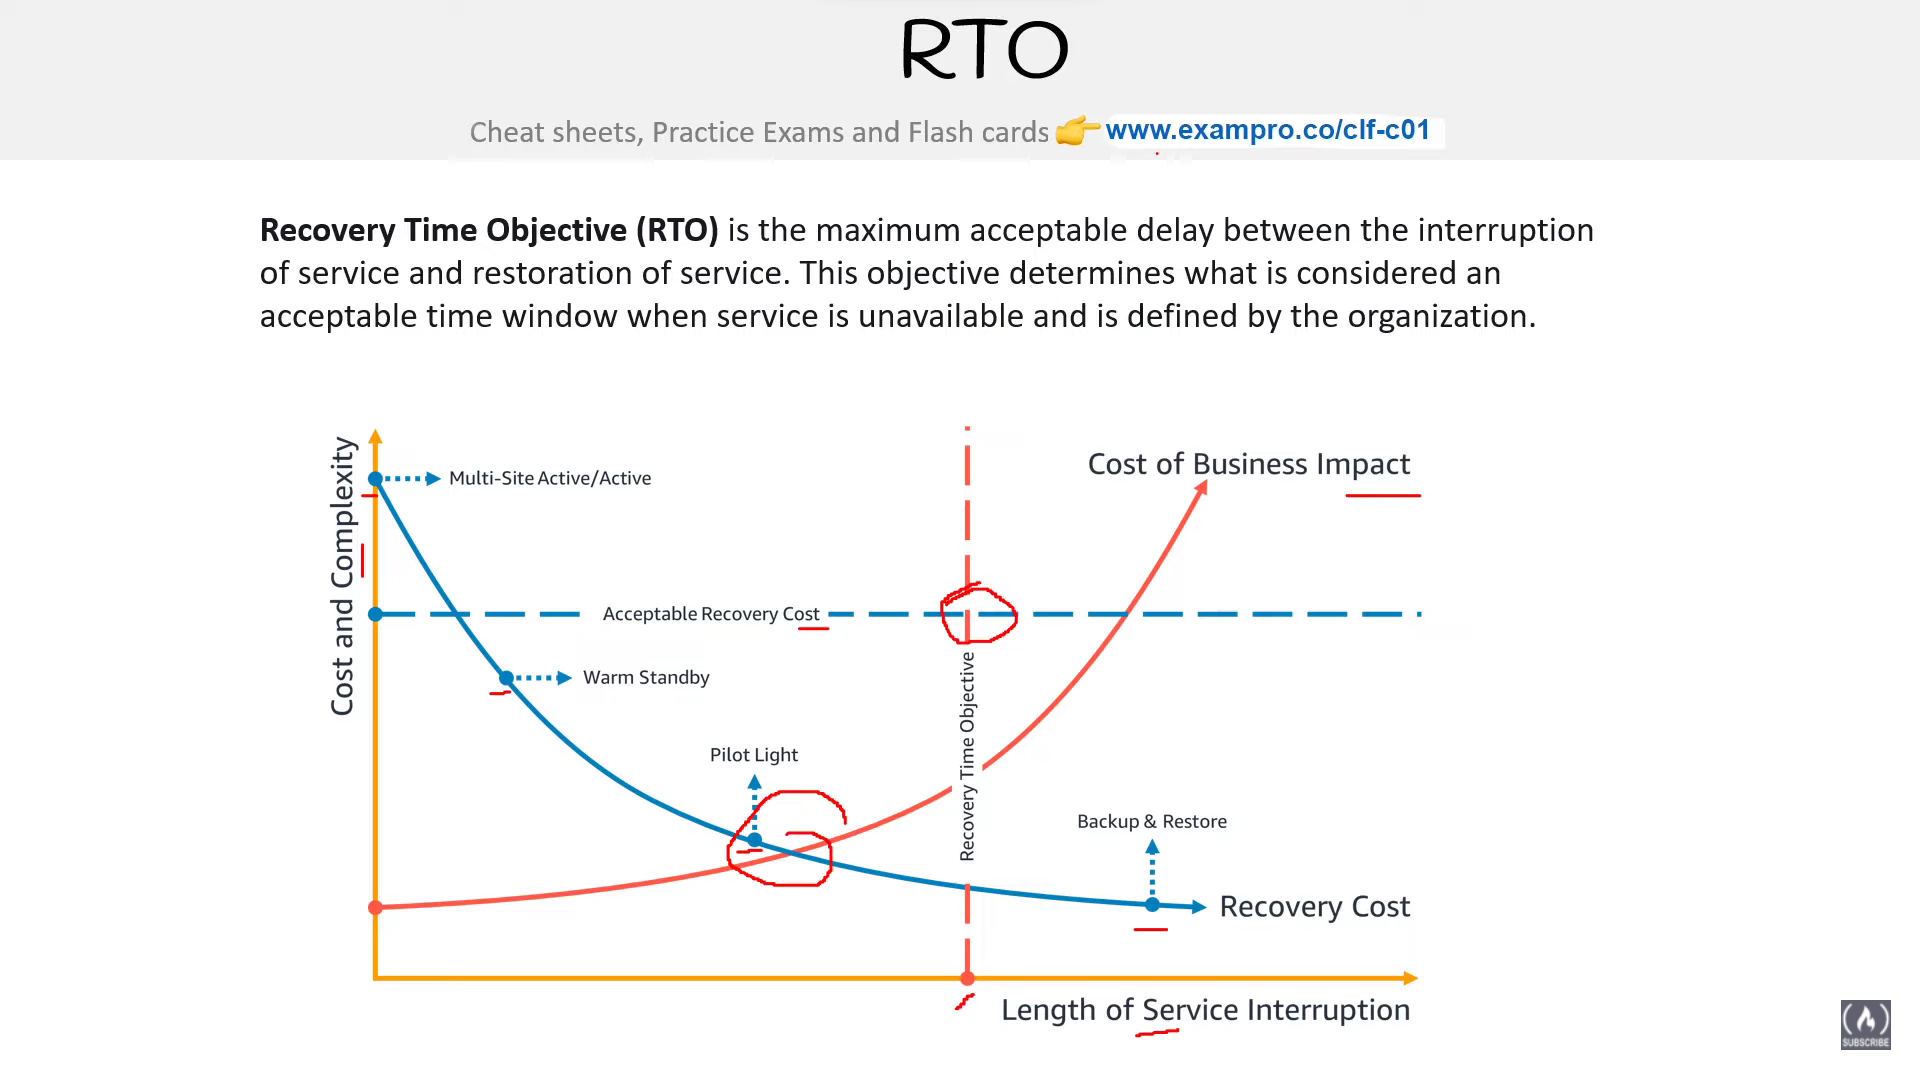 RTO
Cheat sheets, Practice Exams and Flash cards 👉 www.exampro.co/clf-c01
Recovery Time Objective (RTO) is the maximum acceptable delay between the interruption
of service and restoration of service. This objective determines what is considered an
acceptable time window when service is unavailable and is defined by the organization.
Cost and Complexity
Multi-Site Active/Active
Cost of Business Impact
Acceptable Recovery Cost
Warm Standby
Recovery Time Objective
Pilot Light
Backup & Restore
Recovery Cost
Length of Service Interruption
SUBSCRIBE